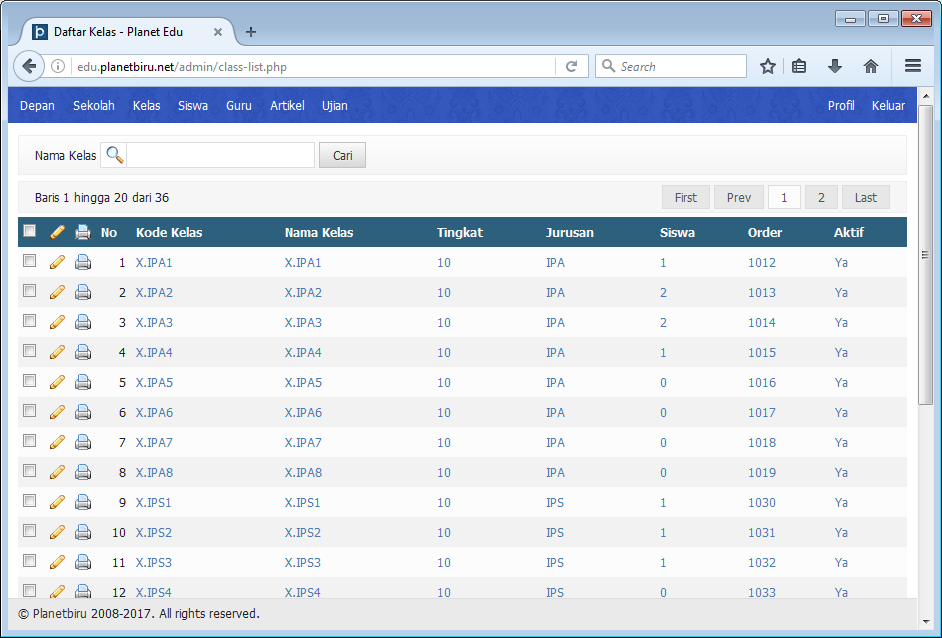 Daftar Kelas - Planet Edu
edu.planetbiru.net/admin/class-list.php
Search
Depan Sekolah Kelas Siswa Guru Artikel Ujian Profil Keluar
Nama Kelas Cari
Baris 1 hingga 20 dari 36 First Prev 1 2 Last
No Kode Kelas Nama Kelas Tingkat Jurusan Siswa Order Aktif
1 X.IPA1 X.IPA1 10 IPA 1 1012 Ya
2 X.IPA2 X.IPA2 10 IPA 2 1013 Ya
3 X.IPA3 X.IPA3 10 IPA 2 1014 Ya
4 X.IPA4 X.IPA4 10 IPA 1 1015 Ya
5 X.IPA5 X.IPA5 10 IPA 0 1016 Ya
6 X.IPA6 X.IPA6 10 IPA 0 1017 Ya
7 X.IPA7 X.IPA7 10 IPA 0 1018 Ya
8 X.IPA8 X.IPA8 10 IPA 0 1019 Ya
9 X.IPS1 X.IPS1 10 IPS 1 1030 Ya
10 X.IPS2 X.IPS2 10 IPS 1 1031 Ya
11 X.IPS3 X.IPS3 10 IPS 1 1032 Ya
12 X.IPS4 X.IPS4 10 IPS 0 1033 Ya
© Planetbiru 2008-2017. All rights reserved.